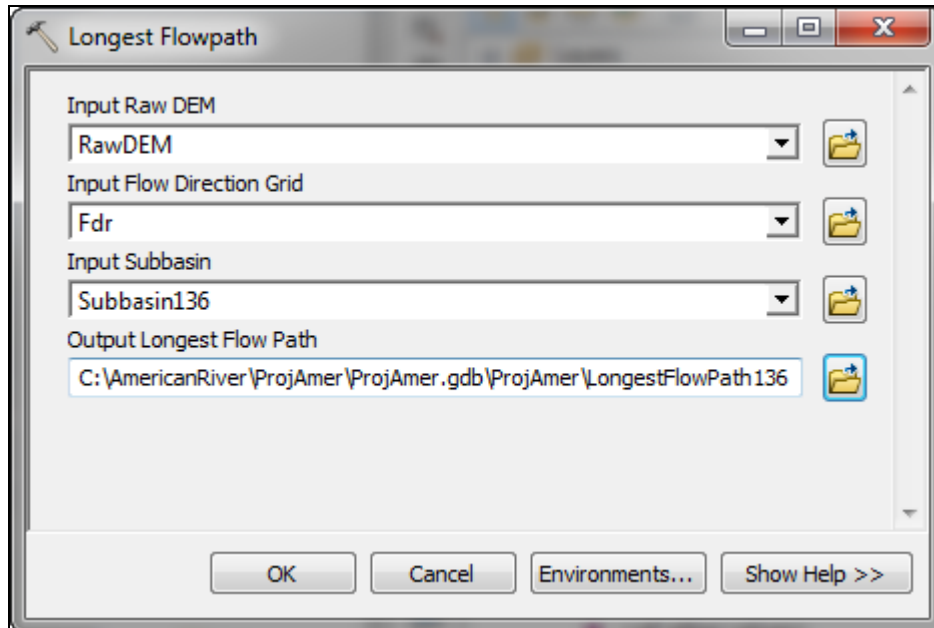 Longest Flowpath
Input Raw DEM
RawDEM
Input Flow Direction Grid
Fdr
Input Subbasin
Subbasin136
Output Longest Flow Path
C:\AmericanRiver\ProjAmer\ProjAmer.gdb\ProjAmer\LongestFlowPath136
OK Cancel Environments... Show Help >>